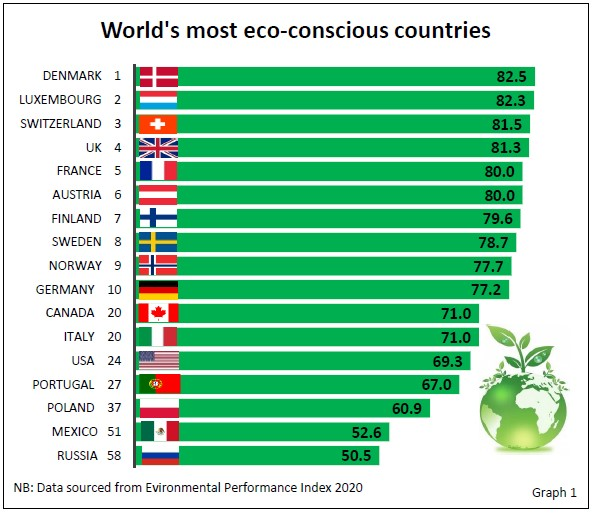 World's most eco-conscious countries
DENMARK 1 82.5
LUXEMBOURG 2 82.3
SWITZERLAND 3 81.5
UK 4 81.3
FRANCE 5 80.0
AUSTRIA 6 80.0
FINLAND 7 79.6
SWEDEN 8 78.7
NORWAY 9 77.7
GERMANY 10 77.2
CANADA 20 71.0
ITALY 20 71.0
USA 24 69.3
PORTUGAL 27 67.0
POLAND 37 60.9
MEXICO 51 52.6
RUSSIA 58 50.5
NB: Data sourced from Evironmental Performance Index 2020
Graph 1